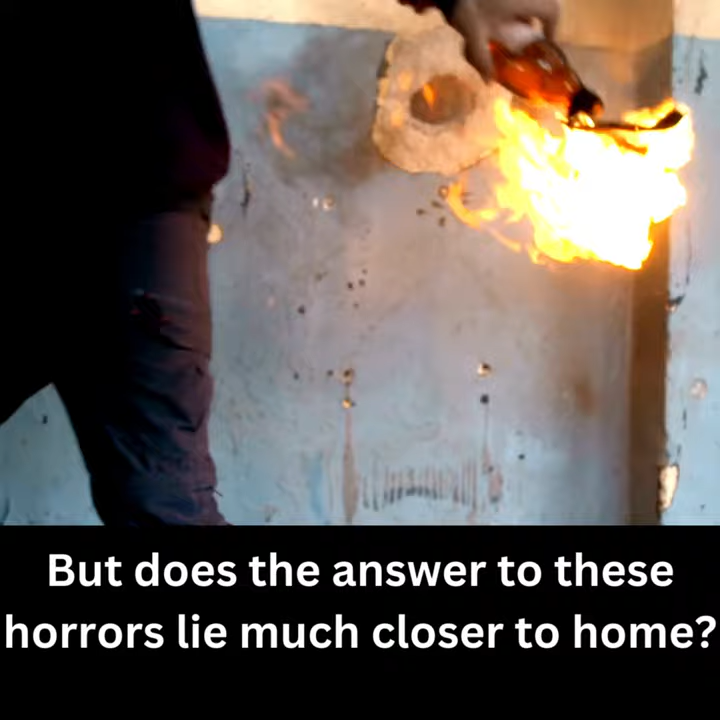 But does the answer to these
horrors lie much closer to home?